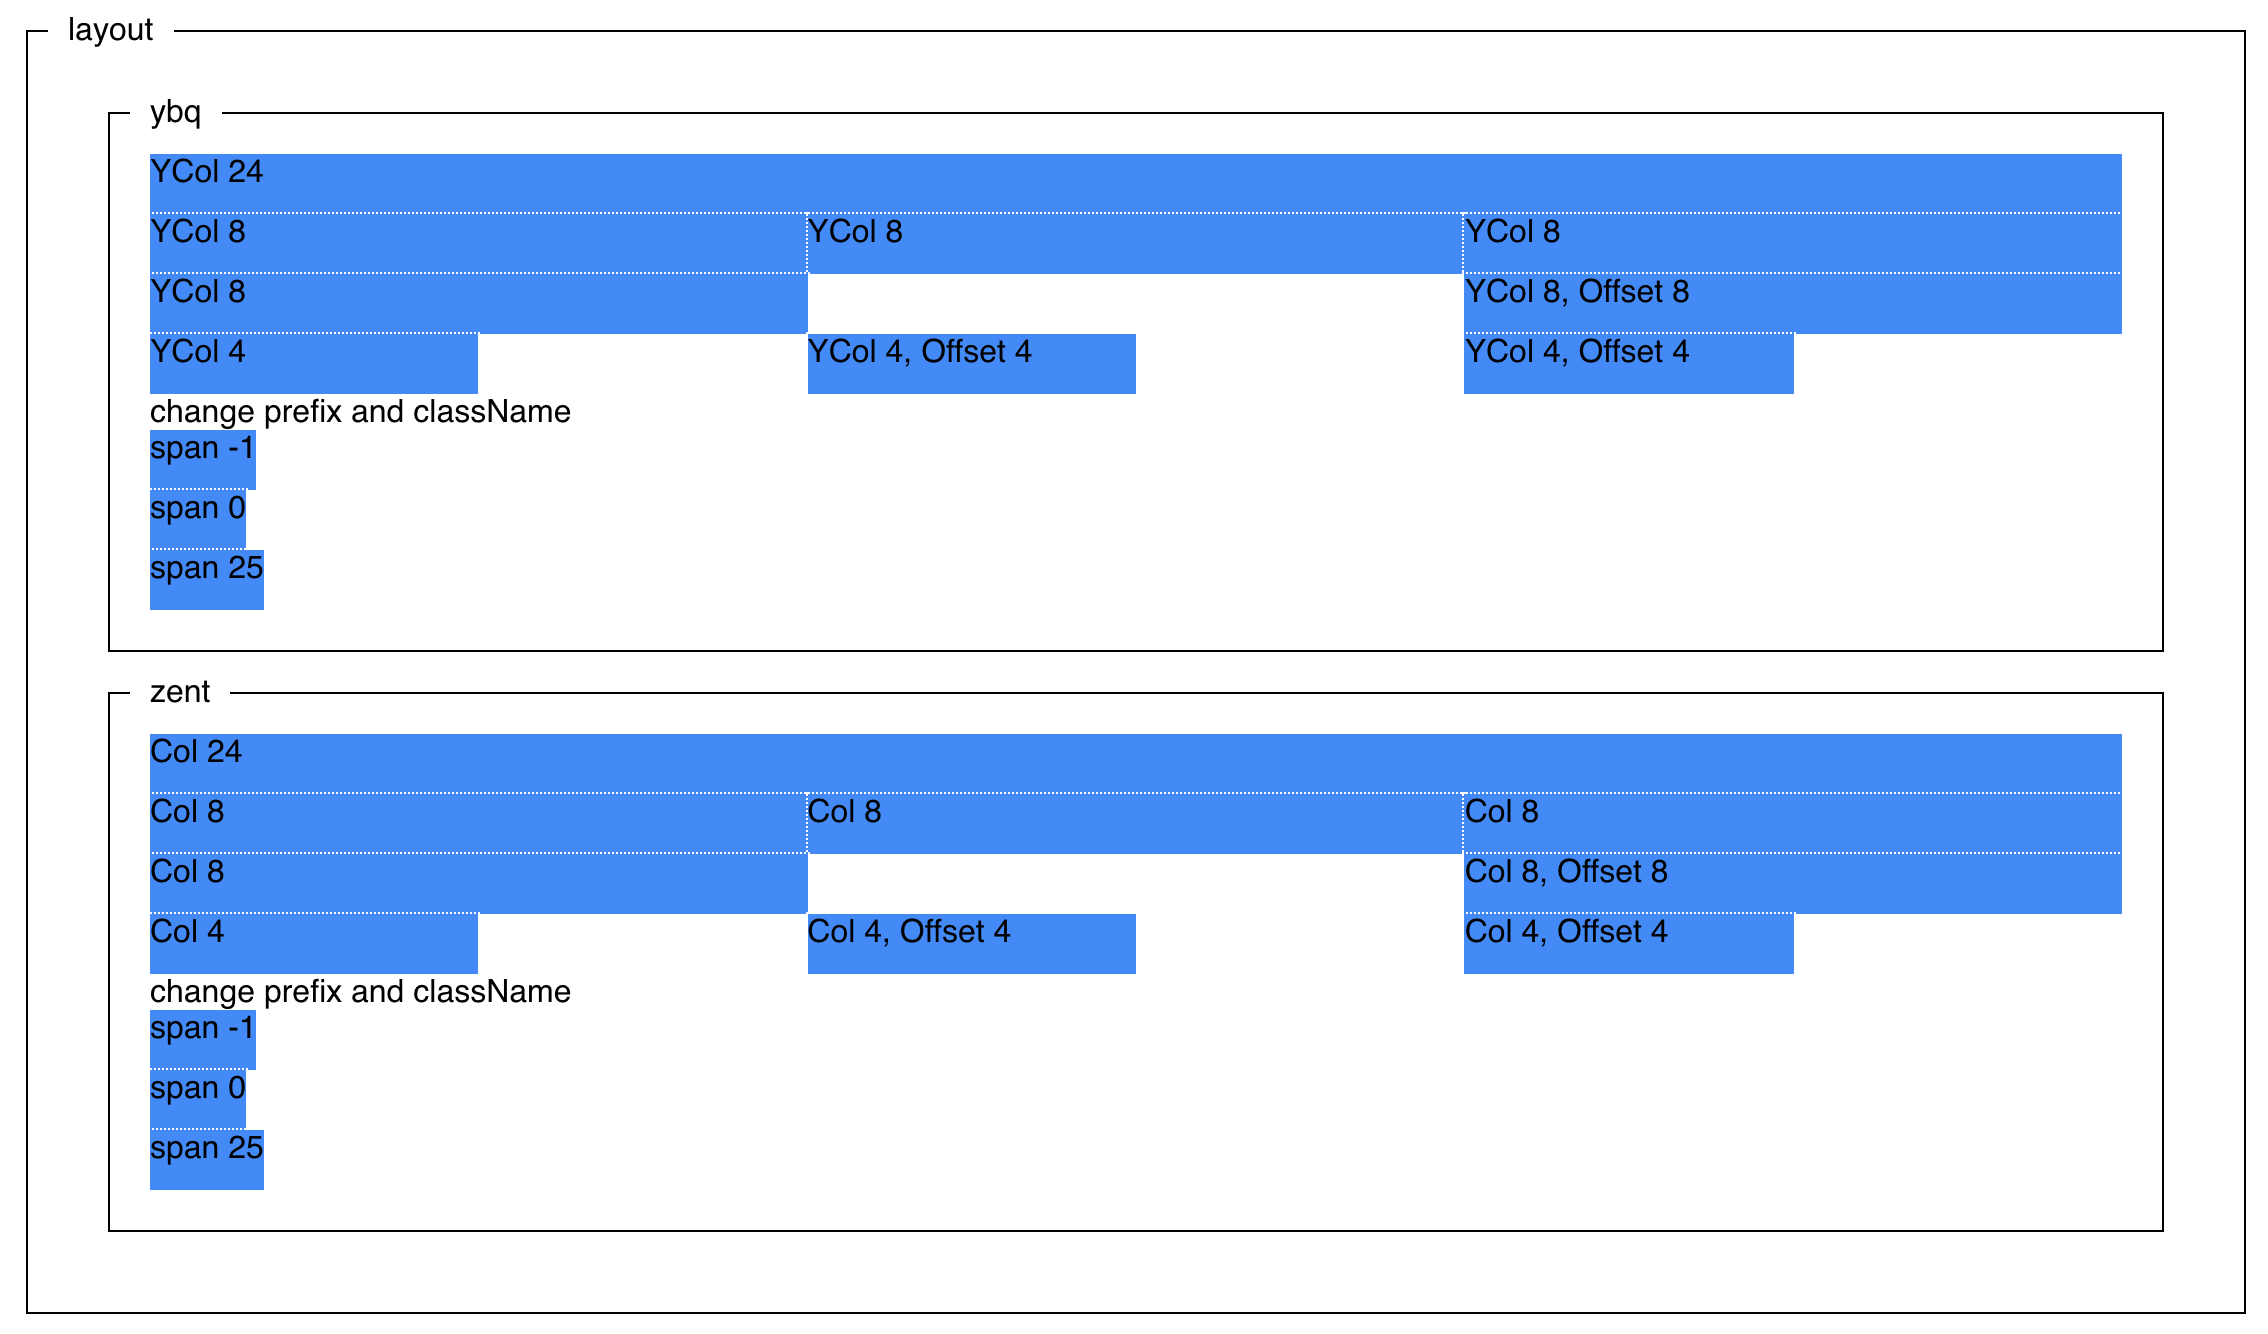 layout
ybq
YCol 24
YCol 8 YCol 8 YCol 8
YCol 8 YCol 8, Offset 8
YCol 4 YCol 4, Offset 4 YCol 4, Offset 4
change prefix and className
span -1
span 0
span 25
zent
Col 24
Col 8 Col 8 Col 8
Col 8 Col 8, Offset 8
Col 4 Col 4, Offset 4 Col 4, Offset 4
change prefix and className
span -1
span 0
span 25